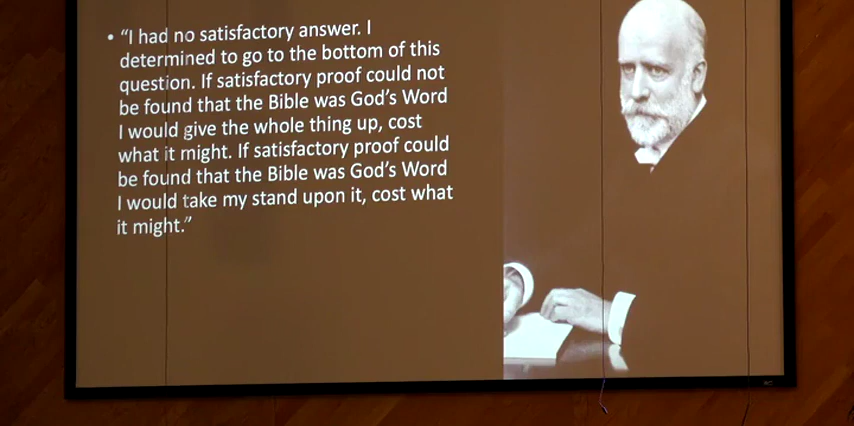 • “I had no satisfactory answer. I
determined to go to the bottom of this
question. If satisfactory proof could not
be found that the Bible was God’s Word
I would give the whole thing up, cost
what it might. If satisfactory proof could
be found that the Bible was God’s Word
I would take my stand upon it, cost what
it might.”